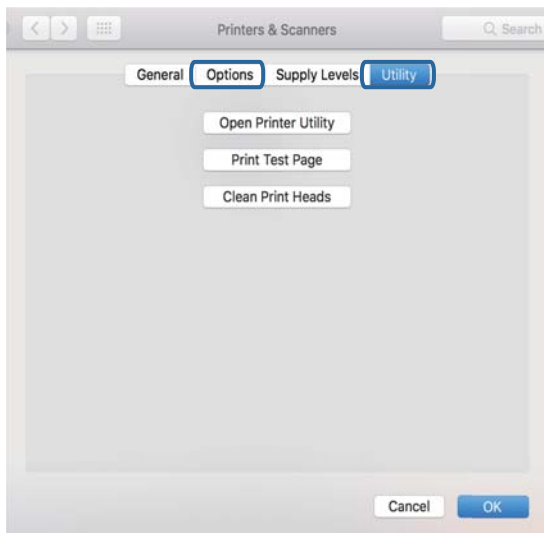 Printers & Scanners Search
General Options Supply Levels Utility
Open Printer Utility
Print Test Page
Clean Print Heads
Cancel OK